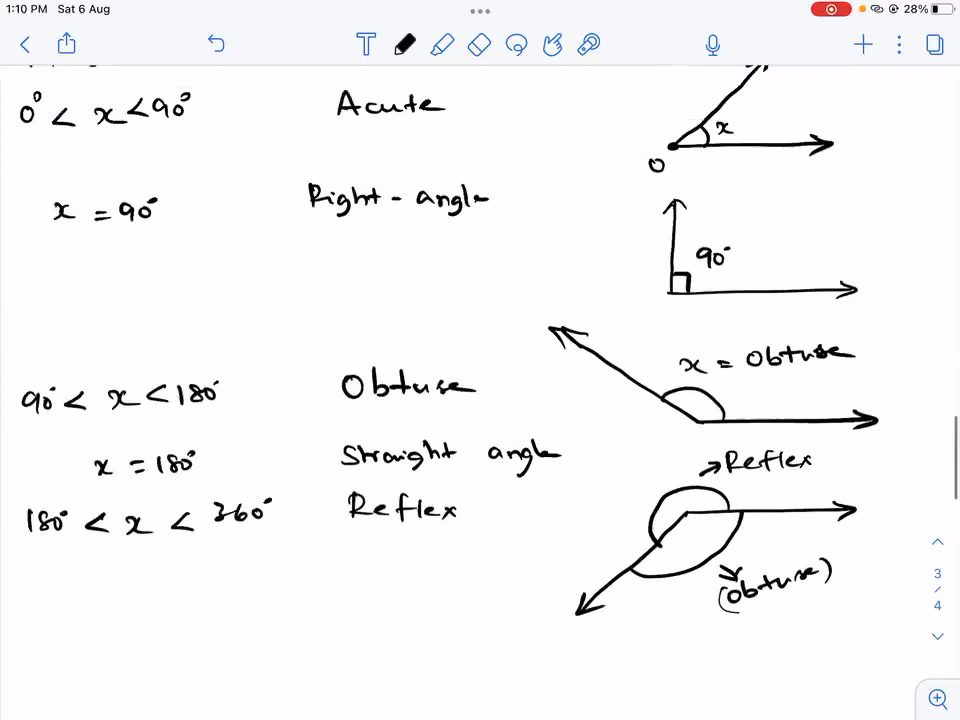 1:10 PM Sat 6 Aug
28%
0° < x < 90° Acute
x
O
x = 90° Right - angle
90°
x = Obtuse
90° < x < 180° Obtuse
x = 180° Straight angle
Reflex
180° < x < 360° Reflex
(Obtuse)
3
/
4